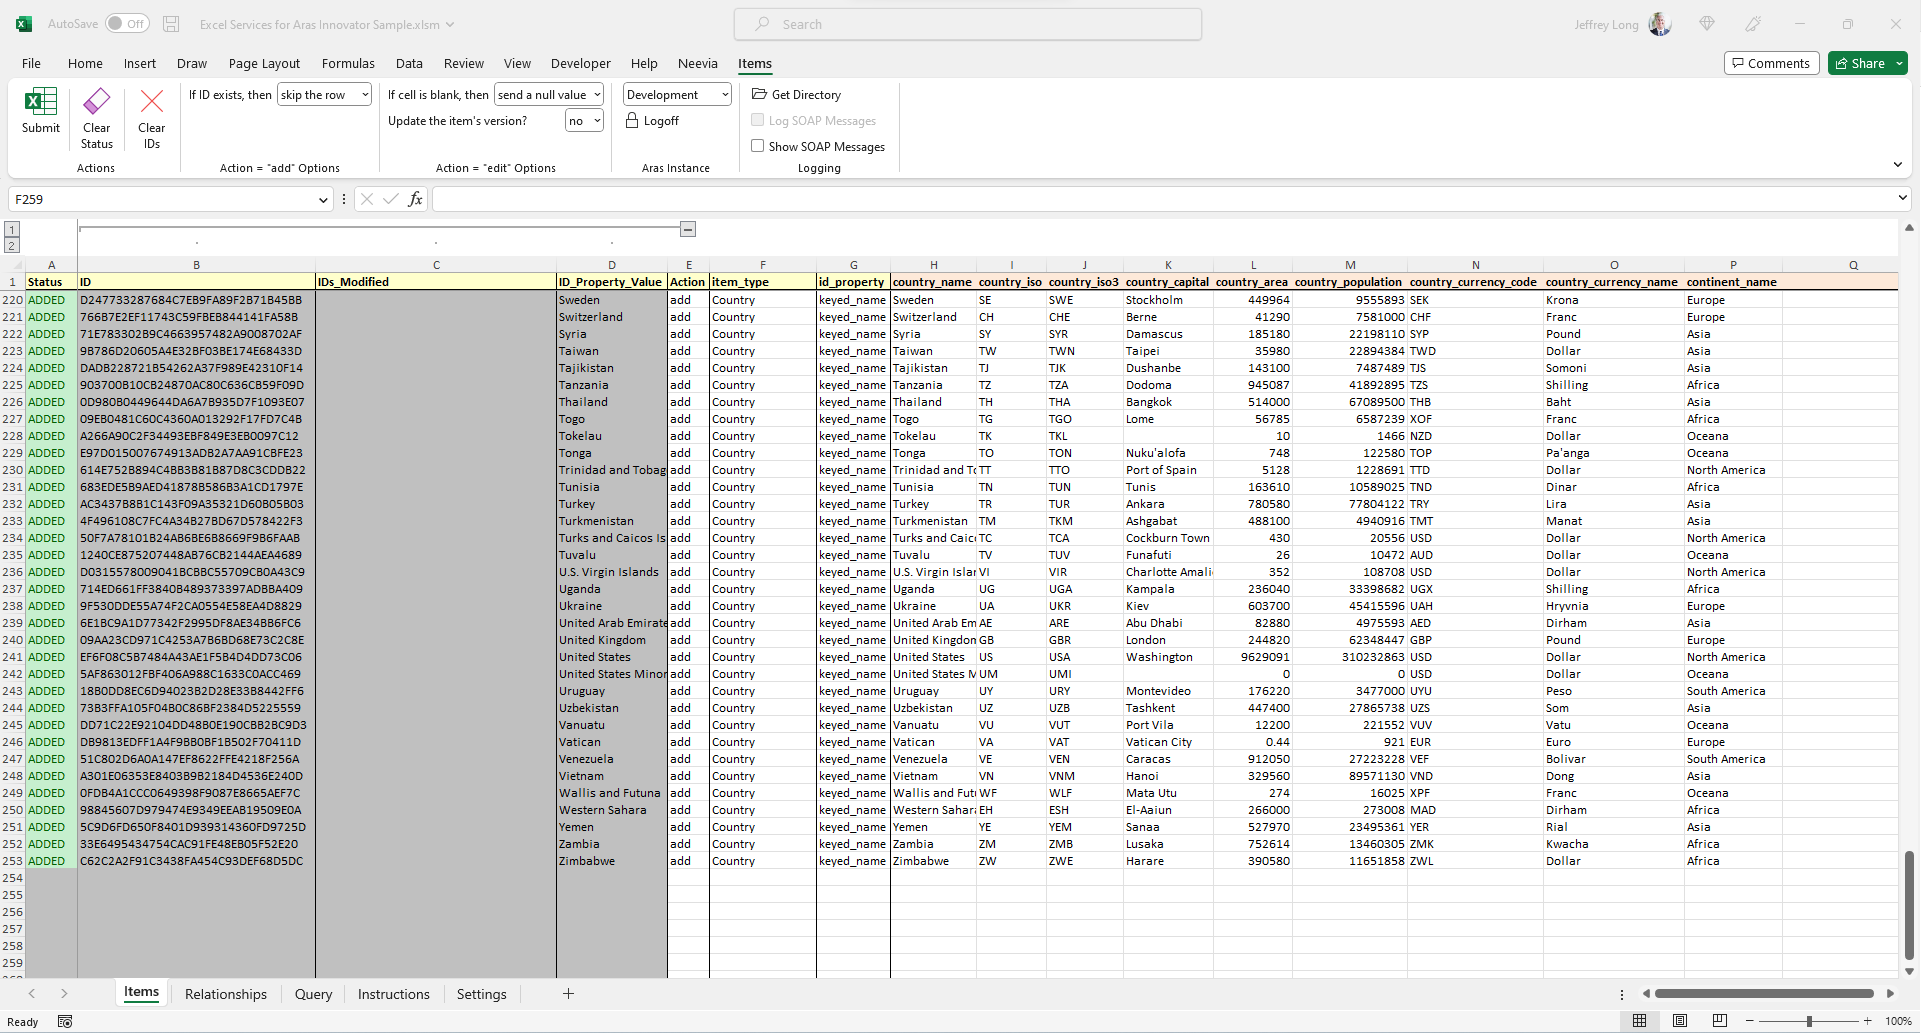 AutoSave Off Excel Services for Aras Innovator Sample.xlsm Search Jeffrey Long
File Home Insert Draw Page Layout Formulas Data Review View Developer Help Neevia Items Comments Share
If ID exists, then skip the row If cell is blank, then send a null value Development Get Directory
Submit Clear Status Clear IDs Update the item's version? no Logoff Log SOAP Messages
Show SOAP Messages
Actions Action = "add" Options Action = "edit" Options Aras Instance Logging
F259 fx
1
2
A B C D E F G H I J K L M N O P Q
1 Status ID IDs_Modified ID_Property_Value Action item_type id_property country_name country_iso country_iso3 country_capital country_area country_population country_currency_code country_currency_name continent_name
220 ADDED D247733287684C7EB9FA89F2B71B45BB Sweden add Country keyed_name Sweden SE SWE Stockholm 449964 9555893 SEK Krona Europe
221 ADDED 766B7E2EF11743C59FBEB844141FA58B Switzerland add Country keyed_name Switzerland CH CHE Berne 41290 7581000 CHF Franc Europe
222 ADDED 71E783302B9C4663957482A9008702AF Syria add Country keyed_name Syria SY SYR Damascus 185180 22198110 SYP Pound Asia
223 ADDED 9B786D20605A4E32BF03BE174E68433D Taiwan add Country keyed_name Taiwan TW TWN Taipei 35980 22894384 TWD Dollar Asia
224 ADDED DADB228721B54262A37F989E42310F14 Tajikistan add Country keyed_name Tajikistan TJ TJK Dushanbe 143100 7487489 TJS Somoni Asia
225 ADDED 903700B10CB24870AC80C636CB59F09D Tanzania add Country keyed_name Tanzania TZ TZA Dodoma 945087 41892895 TZS Shilling Africa
226 ADDED 0D980B0449644DA6A7B935D7F1093E07 Thailand add Country keyed_name Thailand TH THA Bangkok 514000 67089500 THB Baht Asia
227 ADDED 09EB0481C60C4360A013292F17FD7C4B Togo add Country keyed_name Togo TG TGO Lome 56785 6587239 XOF Franc Africa
228 ADDED A266A90C2F34493EBF849E3EB0097C12 Tokelau add Country keyed_name Tokelau TK TKL 10 1466 NZD Dollar Oceana
229 ADDED E97D015007674913ADB2A7AA91CBFE23 Tonga add Country keyed_name Tonga TO TON Nuku'alofa 748 122580 TOP Pa'anga Oceana
230 ADDED 614E752B894C4BB3B81B87D8C3CDDB22 Trinidad and Tobag add Country keyed_name Trinidad and To TT TTO Port of Spain 5128 1228691 TTD Dollar North America
231 ADDED 683EDE5B9AED41878B586B3A1CD1797E Tunisia add Country keyed_name Tunisia TN TUN Tunis 163610 10589025 TND Dinar Africa
232 ADDED AC3437B8B1C143F09A35321D60B05B03 Turkey add Country keyed_name Turkey TR TUR Ankara 780580 77804122 TRY Lira Asia
233 ADDED 4F496108C7FC4A34B27BD67D578422F3 Turkmenistan add Country keyed_name Turkmenistan TM TKM Ashgabat 488100 4940916 TMT Manat Asia
234 ADDED 50F7A78101B24AB6BE6B8669F9B6FAAB Turks and Caicos Is add Country keyed_name Turks and Caico TC TCA Cockburn Town 430 20556 USD Dollar North America
235 ADDED 1240CE875207448AB76CB2144AEA4689 Tuvalu add Country keyed_name Tuvalu TV TUV Funafuti 26 10472 AUD Dollar Oceana
236 ADDED D0315578009041BCBBC55709CB0A43C9 U.S. Virgin Islands add Country keyed_name U.S. Virgin Islan VI VIR Charlotte Amali 352 108708 USD Dollar North America
237 ADDED 714ED661FF3840B489373397ADBBA409 Uganda add Country keyed_name Uganda UG UGA Kampala 236040 33398682 UGX Shilling Africa
238 ADDED 9F530DDE55A74F2CA0554E58EA4D8829 Ukraine add Country keyed_name Ukraine UA UKR Kiev 603700 45415596 UAH Hryvnia Europe
239 ADDED 6E1BC9A1D77342F2995DF8AE34BB6FC6 United Arab Emirate add Country keyed_name United Arab Em AE ARE Abu Dhabi 82880 4975593 AED Dirham Asia
240 ADDED 09AA23CD971C4253A7B6BD68E73C2C8E United Kingdom add Country keyed_name United Kingdon GB GBR London 244820 62348447 GBP Pound Europe
241 ADDED EF6F08C5B7484A43AE1F5B4D4DD73C06 United States add Country keyed_name United States US USA Washington 9629091 310232863 USD Dollar North America
242 ADDED 5AF863012FBF406A988C1633C0ACC469 United States Minor add Country keyed_name United States M UM UMI 0 0 USD Dollar Oceana
243 ADDED 18B0DD8EC6D94023B2D28E33B8442FF6 Uruguay add Country keyed_name Uruguay UY URY Montevideo 176220 3477000 UYU Peso South America
244 ADDED 73B3FFA105F04B0C86BF2384D5225559 Uzbekistan add Country keyed_name Uzbekistan UZ UZB Tashkent 447400 27865738 UZS Som Asia
245 ADDED DD71C22E92104DD48B0E190CBB2BC9D3 Vanuatu add Country keyed_name Vanuatu VU VUT Port Vila 12200 221552 VUV Vatu Oceana
246 ADDED DB9813EDFF1A4F9BB0BF1B502F70411D Vatican add Country keyed_name Vatican VA VAT Vatican City 0.44 921 EUR Euro Europe
247 ADDED 51C802D6A0A147EF8622FFE4218F256A Venezuela add Country keyed_name Venezuela VE VEN Caracas 912050 27223228 VEF Bolivar South America
248 ADDED A301E06353E8403B9B2184D4536E240D Vietnam add Country keyed_name Vietnam VN VNM Hanoi 329560 89571130 VND Dong Asia
249 ADDED 0FDB4A1CCC0649398F9087E8665AEF7C Wallis and Futuna add Country keyed_name Wallis and Futu WF WLF Mata Utu 274 16025 XPF Franc Oceana
250 ADDED 98845607D979474E9349EEAB19509E0A Western Sahara add Country keyed_name Western Sahara EH ESH El-Aaiun 266000 273008 MAD Dirham Africa
251 ADDED 5C9D6FD650F8401D939314360FD9725D Yemen add Country keyed_name Yemen YE YEM Sanaa 527970 23495361 YER Rial Asia
252 ADDED 33E6495434754CAC91FE48EB05F52E20 Zambia add Country keyed_name Zambia ZM ZMB Lusaka 752614 13460305 ZMK Kwacha Africa
253 ADDED C62C2A2F91C3438FA454C93DEF68D5DC Zimbabwe add Country keyed_name Zimbabwe ZW ZWE Harare 390580 11651858 ZWL Dollar Africa
254
255
256
257
258
259
Items Relationships Query Instructions Settings
Ready 100%